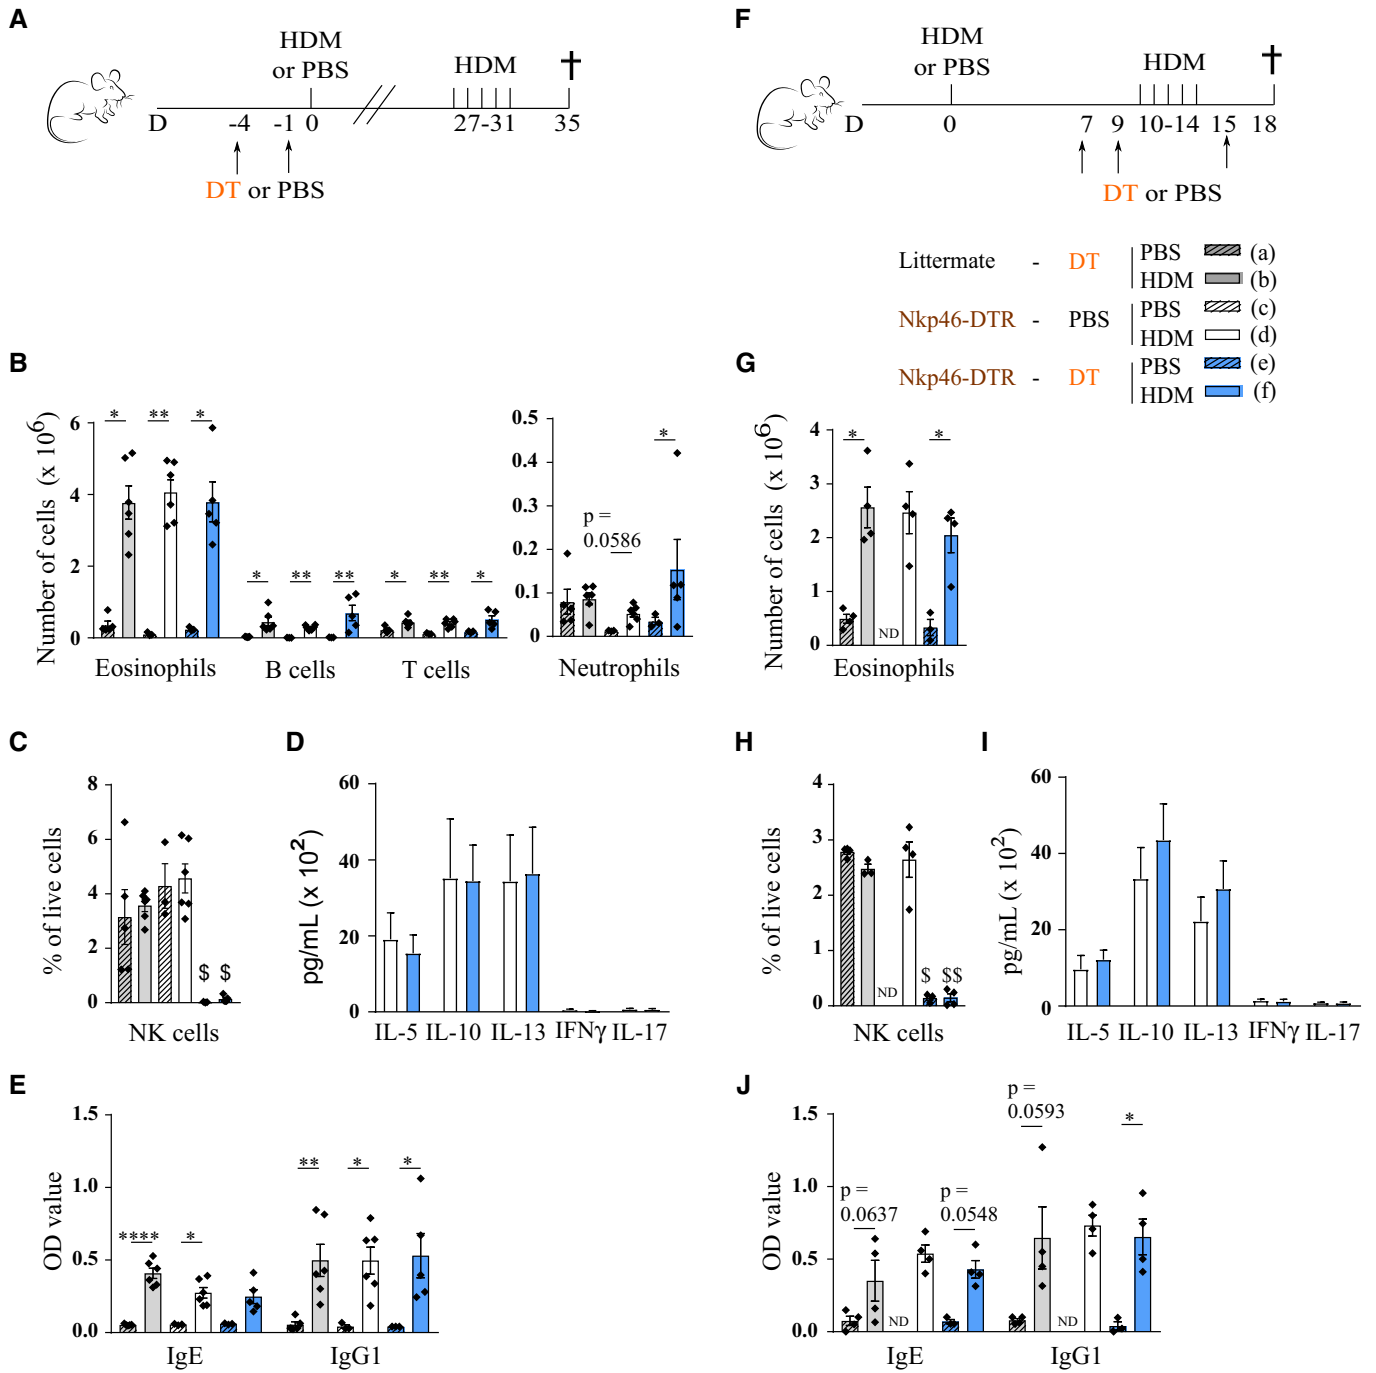 A
HDM
or PBS
HDM
†
D
-4
-1
0
27-31
35
DT or PBS
F
HDM
or PBS
HDM
†
D
0
7
9
10-14
15
18
DT or PBS
Littermate - DT
PBS (a)
HDM (b)
Nkp46-DTR - PBS
PBS (c)
HDM (d)
Nkp46-DTR - DT
PBS (e)
HDM (f)
B
Number of cells (x 10⁶)
6
4
2
0
* ** *
* ** **
* ** *
Eosinophils
B cells
T cells
0.5
0.4
0.3
0.2
0.1
0.0
p =
0.0586
*
Neutrophils
G
Number of cells (x 10⁶)
4
3
2
1
0
* *
ND
Eosinophils
C
% of live cells
8
6
4
2
0
$ $
NK cells
D
pg/mL (x 10²)
60
40
20
0
IL-5 IL-10 IL-13 IFNγ IL-17
H
% of live cells
4
3
2
1
0
ND
$ $$
NK cells
I
pg/mL (x 10²)
60
40
20
0
IL-5 IL-10 IL-13 IFNγ IL-17
E
OD value
1.5
1.0
0.5
0.0
**** *
** * *
IgE
IgG1
J
OD value
1.5
1.0
0.5
0.0
p =
0.0637
p =
0.0548
p =
0.0593
*
ND
ND
IgE
IgG1